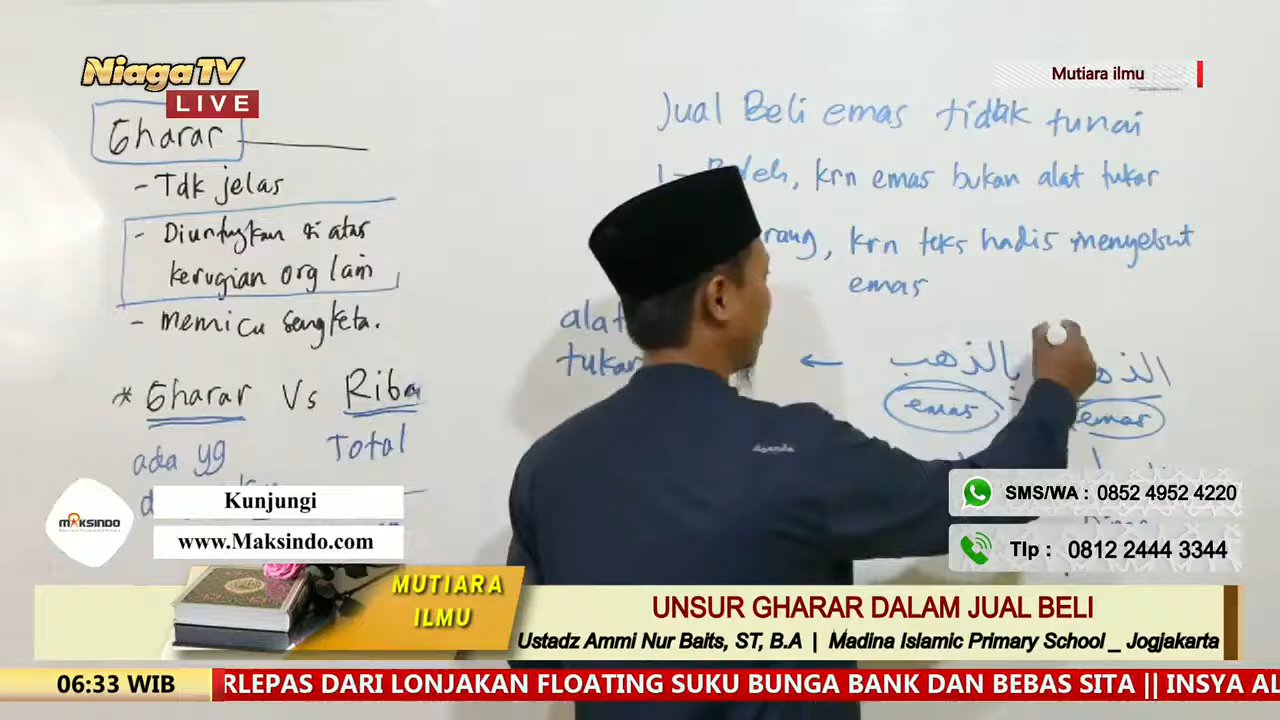 NiagaTV
LIVE
Mutiara ilmu
Gharar
- Tdk jelas
- Diuntungkan di atas
kerugian org lain
- memicu sengketa.
* Gharar Vs Riba
ada yg
Total
Jual Beli emas tidak tunai
krn emas bukan alat tukar
krn teks hadis menyebut
emas
alat
tukar
← بالذهب
emas
emas
MAKSINDO
Kunjungi
www.Maksindo.com
SMS/WA : 0852 4952 4220
Tlp : 0812 2444 3344
MUTIARA
ILMU
UNSUR GHARAR DALAM JUAL BELI
Ustadz Ammi Nur Baits, ST, B.A | Madina Islamic Primary School _ Jogjakarta
06:33 WIB
RLEPAS DARI LONJAKAN FLOATING SUKU BUNGA BANK DAN BEBAS SITA || INSYA AL